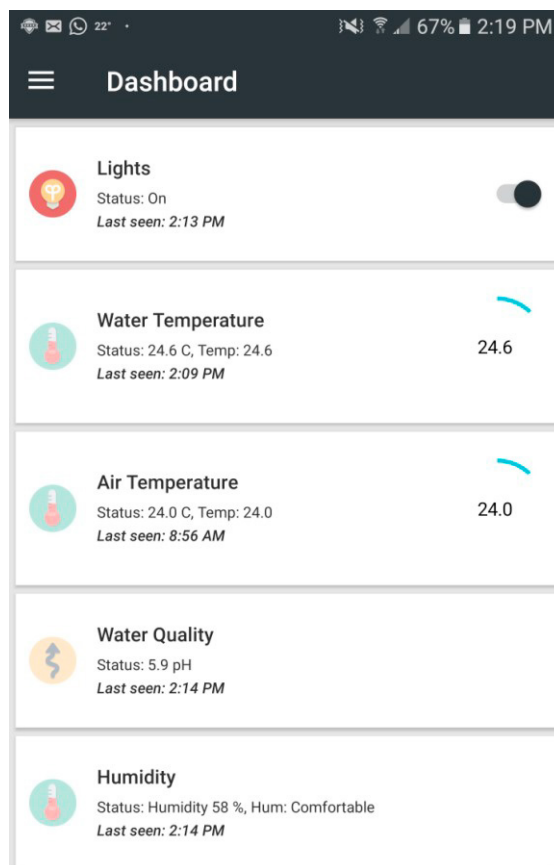 22° 67% 2:19 PM
Dashboard
Lights
Status: On
Last seen: 2:13 PM
Water Temperature
Status: 24.6 C, Temp: 24.6
Last seen: 2:09 PM
24.6
Air Temperature
Status: 24.0 C, Temp: 24.0
Last seen: 8:56 AM
24.0
Water Quality
Status: 5.9 pH
Last seen: 2:14 PM
Humidity
Status: Humidity 58 %, Hum: Comfortable
Last seen: 2:14 PM